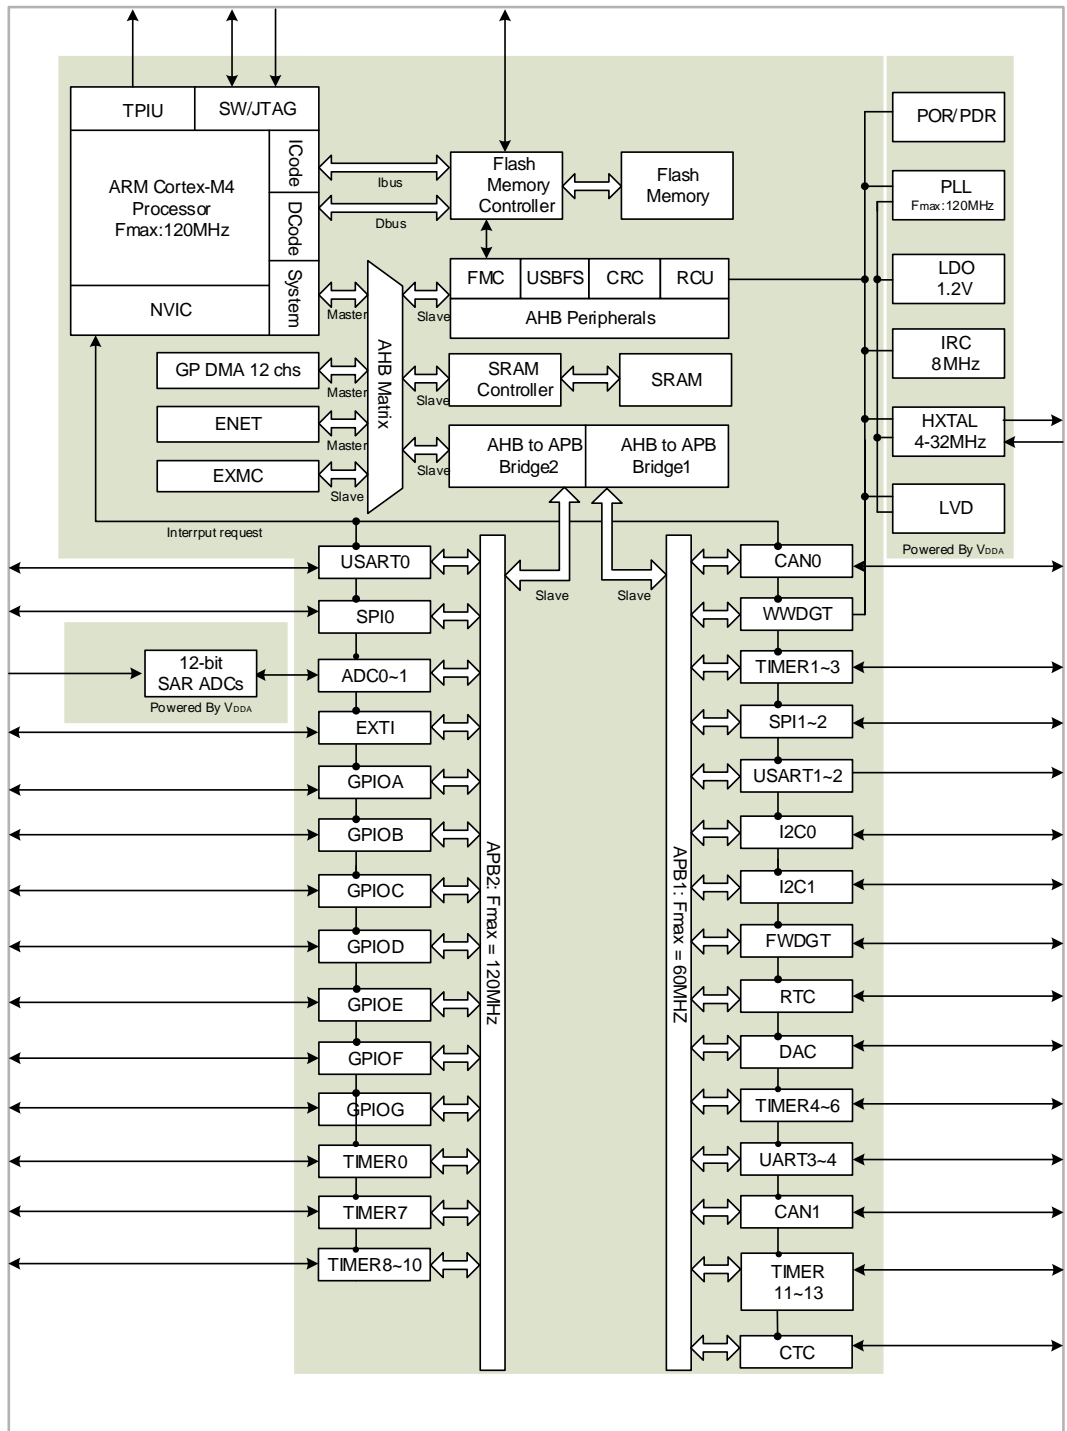 TPIU
SW/JTAG
POR/PDR
ARM Cortex-M4
Processor
Fmax:120MHz
ICode
DCode
System
NVIC
Ibus
Dbus
Flash
Memory
Controller
Flash
Memory
PLL
Fmax:120MHz
FMC
USBFS
CRC
RCU
AHB Peripherals
LDO
1.2V
Master
Slave
AHB Matrix
IRC
8MHz
GP DMA 12 chs
Master
Slave
SRAM
Controller
SRAM
ENET
Master
HXTAL
4-32MHz
EXMC
Slave
Slave
AHB to APB
Bridge2
AHB to APB
Bridge1
LVD
Powered By VDDA
Interrput request
Slave
Slave
USART0
SPI0
12-bit
SAR ADCs
Powered By VDDA
ADC0~1
EXTI
GPIOA
GPIOB
GPIOC
GPIOD
GPIOE
GPIOF
GPIOG
TIMER0
TIMER7
TIMER8~10
APB2: Fmax = 120MHz
APB1: Fmax = 60MHZ
CAN0
WWDGT
TIMER1~3
SPI1~2
USART1~2
I2C0
I2C1
FWDGT
RTC
DAC
TIMER4~6
UART3~4
CAN1
TIMER
11~13
CTC